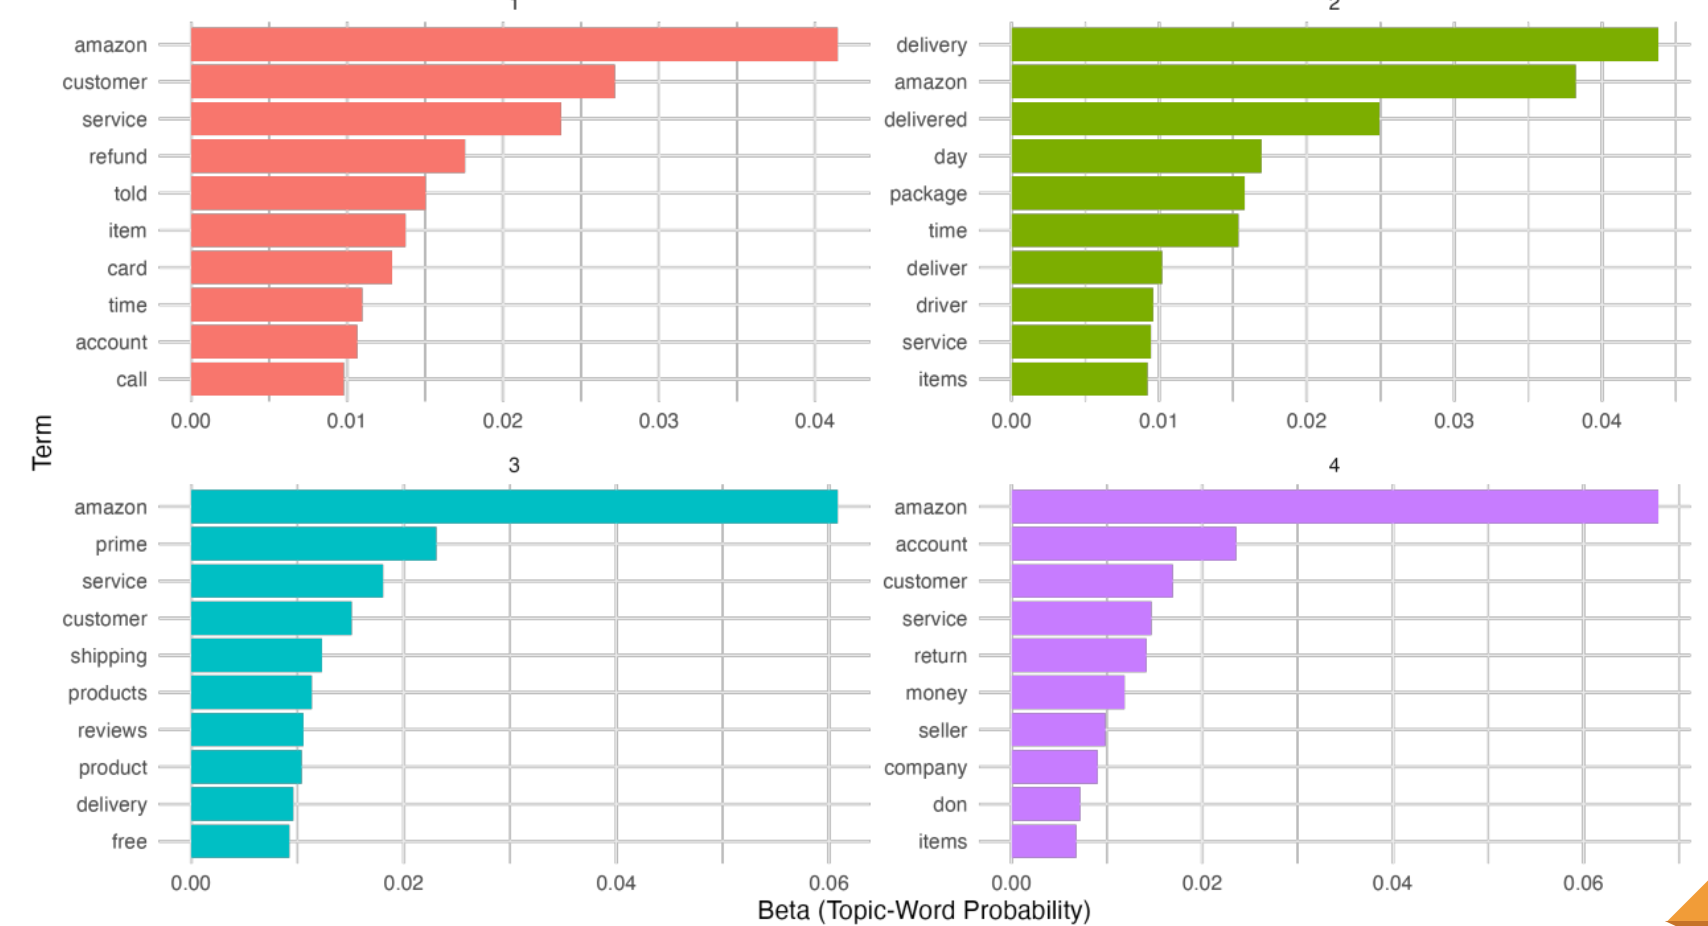 1
amazon
customer
service
refund
told
item
card
time
account
call
0.00 0.01 0.02 0.03 0.04
2
delivery
amazon
delivered
day
package
time
deliver
driver
service
items
0.00 0.01 0.02 0.03 0.04
Term
3
amazon
prime
service
customer
shipping
products
reviews
product
delivery
free
0.00 0.02 0.04 0.06
4
amazon
account
customer
service
return
money
seller
company
don
items
0.00 0.02 0.04 0.06
Beta (Topic-Word Probability)